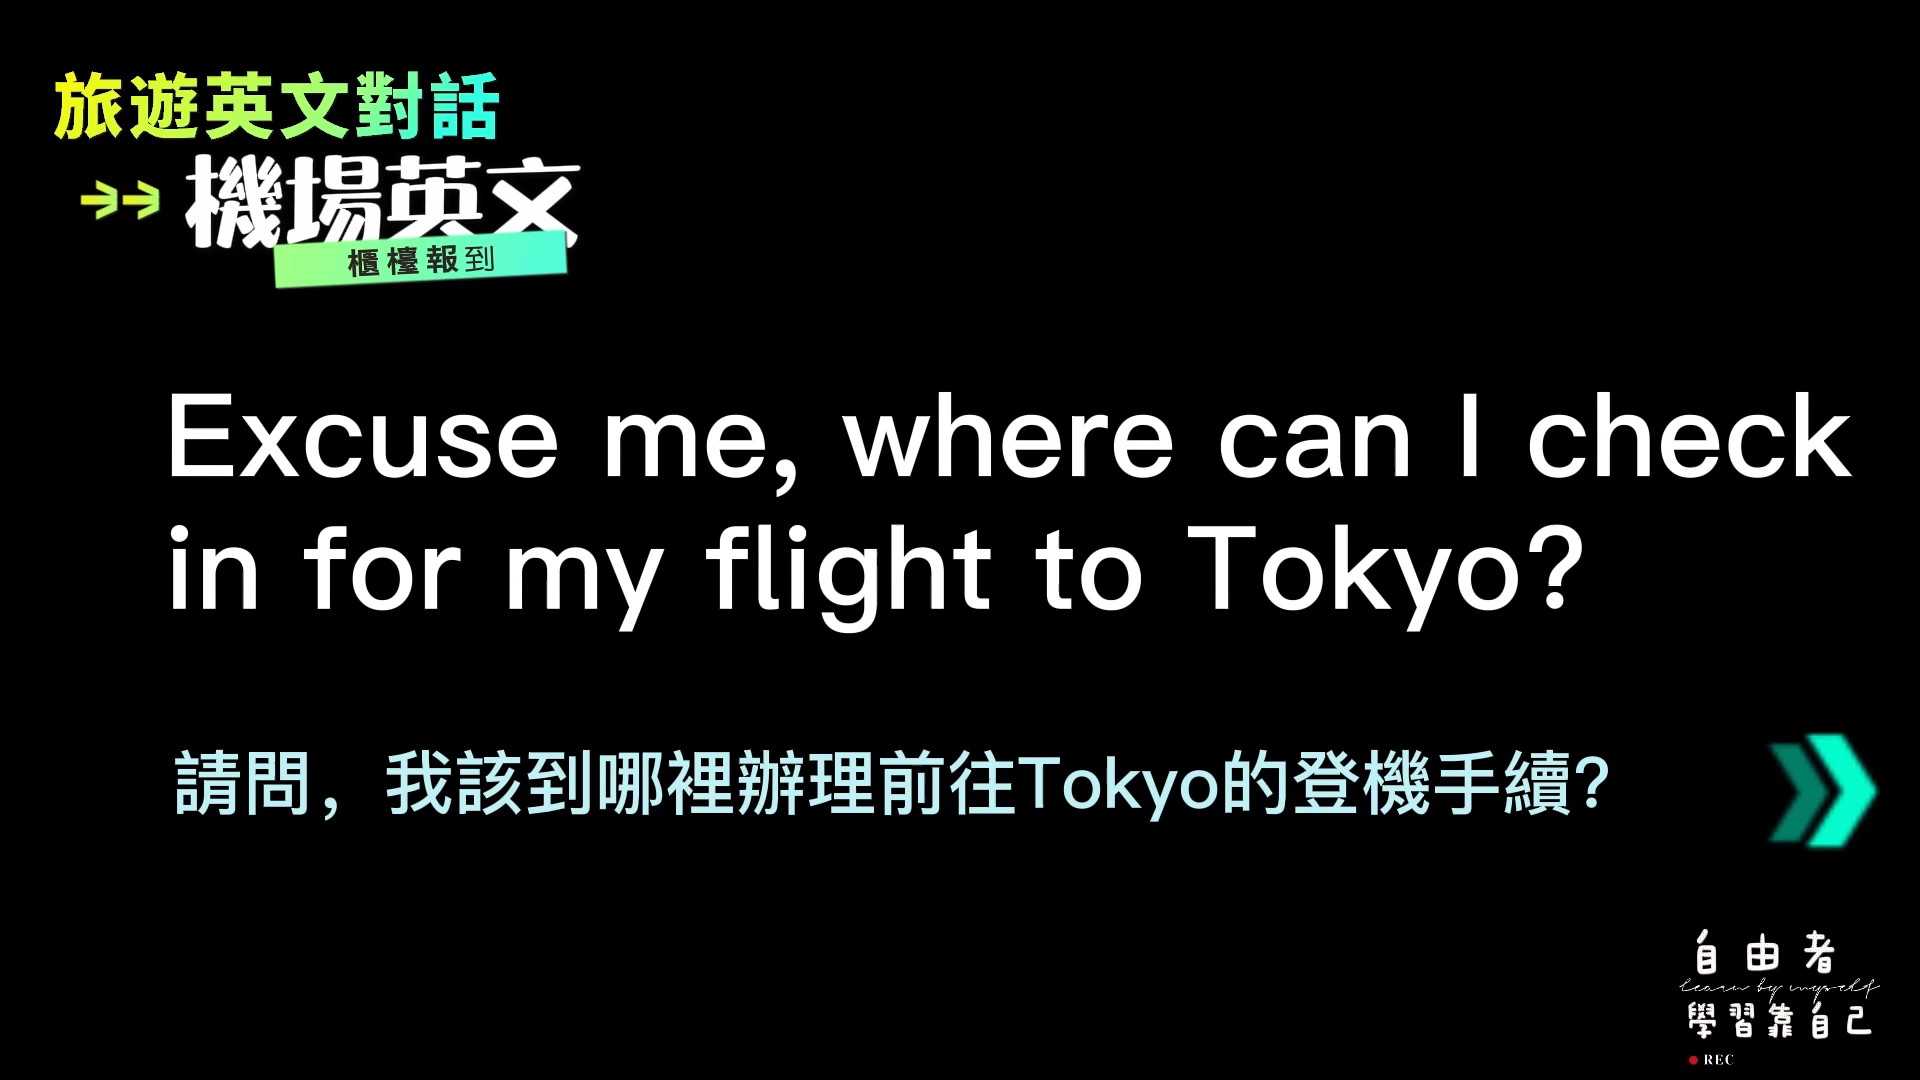 旅遊英文對話
機場英文
櫃檯報到
Excuse me, where can I check
in for my flight to Tokyo?
請問，我該到哪裡辦理前往Tokyo的登機手續?
自由者
learn by myself
學習靠自己
REC